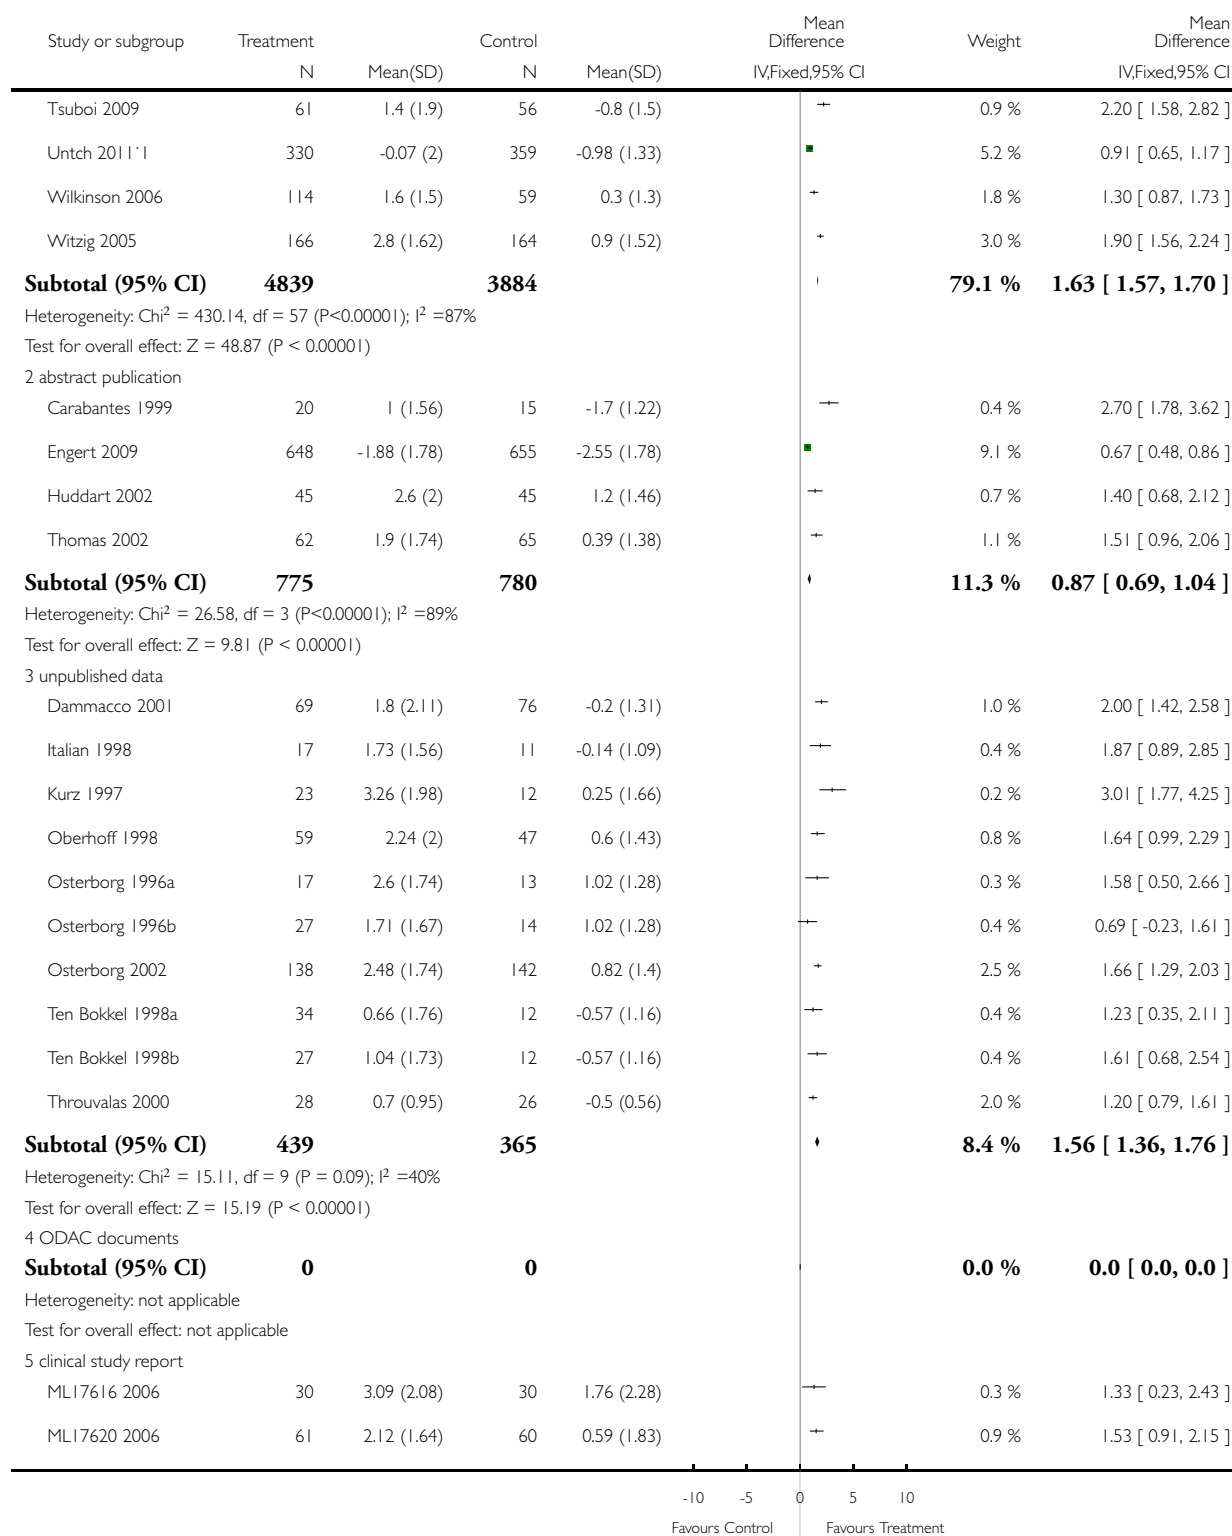 Study or subgroup Treatment Control Mean Difference Weight Mean Difference
N Mean(SD) N Mean(SD) IV,Fixed,95% CI IV,Fixed,95% CI
Tsuboi 2009 61 1.4 (1.9) 56 -0.8 (1.5) 0.9 % 2.20 [ 1.58, 2.82 ]
Untch 2011˙1 330 -0.07 (2) 359 -0.98 (1.33) 5.2 % 0.91 [ 0.65, 1.17 ]
Wilkinson 2006 114 1.6 (1.5) 59 0.3 (1.3) 1.8 % 1.30 [ 0.87, 1.73 ]
Witzig 2005 166 2.8 (1.62) 164 0.9 (1.52) 3.0 % 1.90 [ 1.56, 2.24 ]
Subtotal (95% CI) 4839 3884 79.1 % 1.63 [ 1.57, 1.70 ]
Heterogeneity: Chi² = 430.14, df = 57 (P<0.00001); I² =87%
Test for overall effect: Z = 48.87 (P < 0.00001)
2 abstract publication
Carabantes 1999 20 1 (1.56) 15 -1.7 (1.22) 0.4 % 2.70 [ 1.78, 3.62 ]
Engert 2009 648 -1.88 (1.78) 655 -2.55 (1.78) 9.1 % 0.67 [ 0.48, 0.86 ]
Huddart 2002 45 2.6 (2) 45 1.2 (1.46) 0.7 % 1.40 [ 0.68, 2.12 ]
Thomas 2002 62 1.9 (1.74) 65 0.39 (1.38) 1.1 % 1.51 [ 0.96, 2.06 ]
Subtotal (95% CI) 775 780 11.3 % 0.87 [ 0.69, 1.04 ]
Heterogeneity: Chi² = 26.58, df = 3 (P<0.00001); I² =89%
Test for overall effect: Z = 9.81 (P < 0.00001)
3 unpublished data
Dammacco 2001 69 1.8 (2.11) 76 -0.2 (1.31) 1.0 % 2.00 [ 1.42, 2.58 ]
Italian 1998 17 1.73 (1.56) 11 -0.14 (1.09) 0.4 % 1.87 [ 0.89, 2.85 ]
Kurz 1997 23 3.26 (1.98) 12 0.25 (1.66) 0.2 % 3.01 [ 1.77, 4.25 ]
Oberhoff 1998 59 2.24 (2) 47 0.6 (1.43) 0.8 % 1.64 [ 0.99, 2.29 ]
Osterborg 1996a 17 2.6 (1.74) 13 1.02 (1.28) 0.3 % 1.58 [ 0.50, 2.66 ]
Osterborg 1996b 27 1.71 (1.67) 14 1.02 (1.28) 0.4 % 0.69 [ -0.23, 1.61 ]
Osterborg 2002 138 2.48 (1.74) 142 0.82 (1.4) 2.5 % 1.66 [ 1.29, 2.03 ]
Ten Bokkel 1998a 34 0.66 (1.76) 12 -0.57 (1.16) 0.4 % 1.23 [ 0.35, 2.11 ]
Ten Bokkel 1998b 27 1.04 (1.73) 12 -0.57 (1.16) 0.4 % 1.61 [ 0.68, 2.54 ]
Throuvalas 2000 28 0.7 (0.95) 26 -0.5 (0.56) 2.0 % 1.20 [ 0.79, 1.61 ]
Subtotal (95% CI) 439 365 8.4 % 1.56 [ 1.36, 1.76 ]
Heterogeneity: Chi² = 15.11, df = 9 (P = 0.09); I² =40%
Test for overall effect: Z = 15.19 (P < 0.00001)
4 ODAC documents
Subtotal (95% CI) 0 0 0.0 % 0.0 [ 0.0, 0.0 ]
Heterogeneity: not applicable
Test for overall effect: not applicable
5 clinical study report
ML17616 2006 30 3.09 (2.08) 30 1.76 (2.28) 0.3 % 1.33 [ 0.23, 2.43 ]
ML17620 2006 61 2.12 (1.64) 60 0.59 (1.83) 0.9 % 1.53 [ 0.91, 2.15 ]
-10 -5 0 5 10
Favours Control Favours Treatment